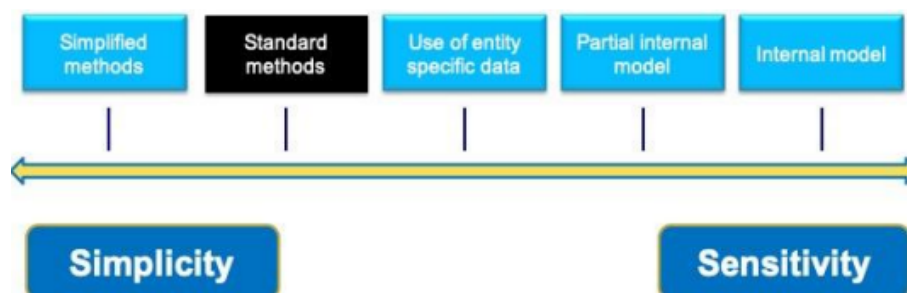 Simplified
methods
Standard
methods
Use of entity
specific data
Partial internal
model
Internal model
Simplicity
Sensitivity